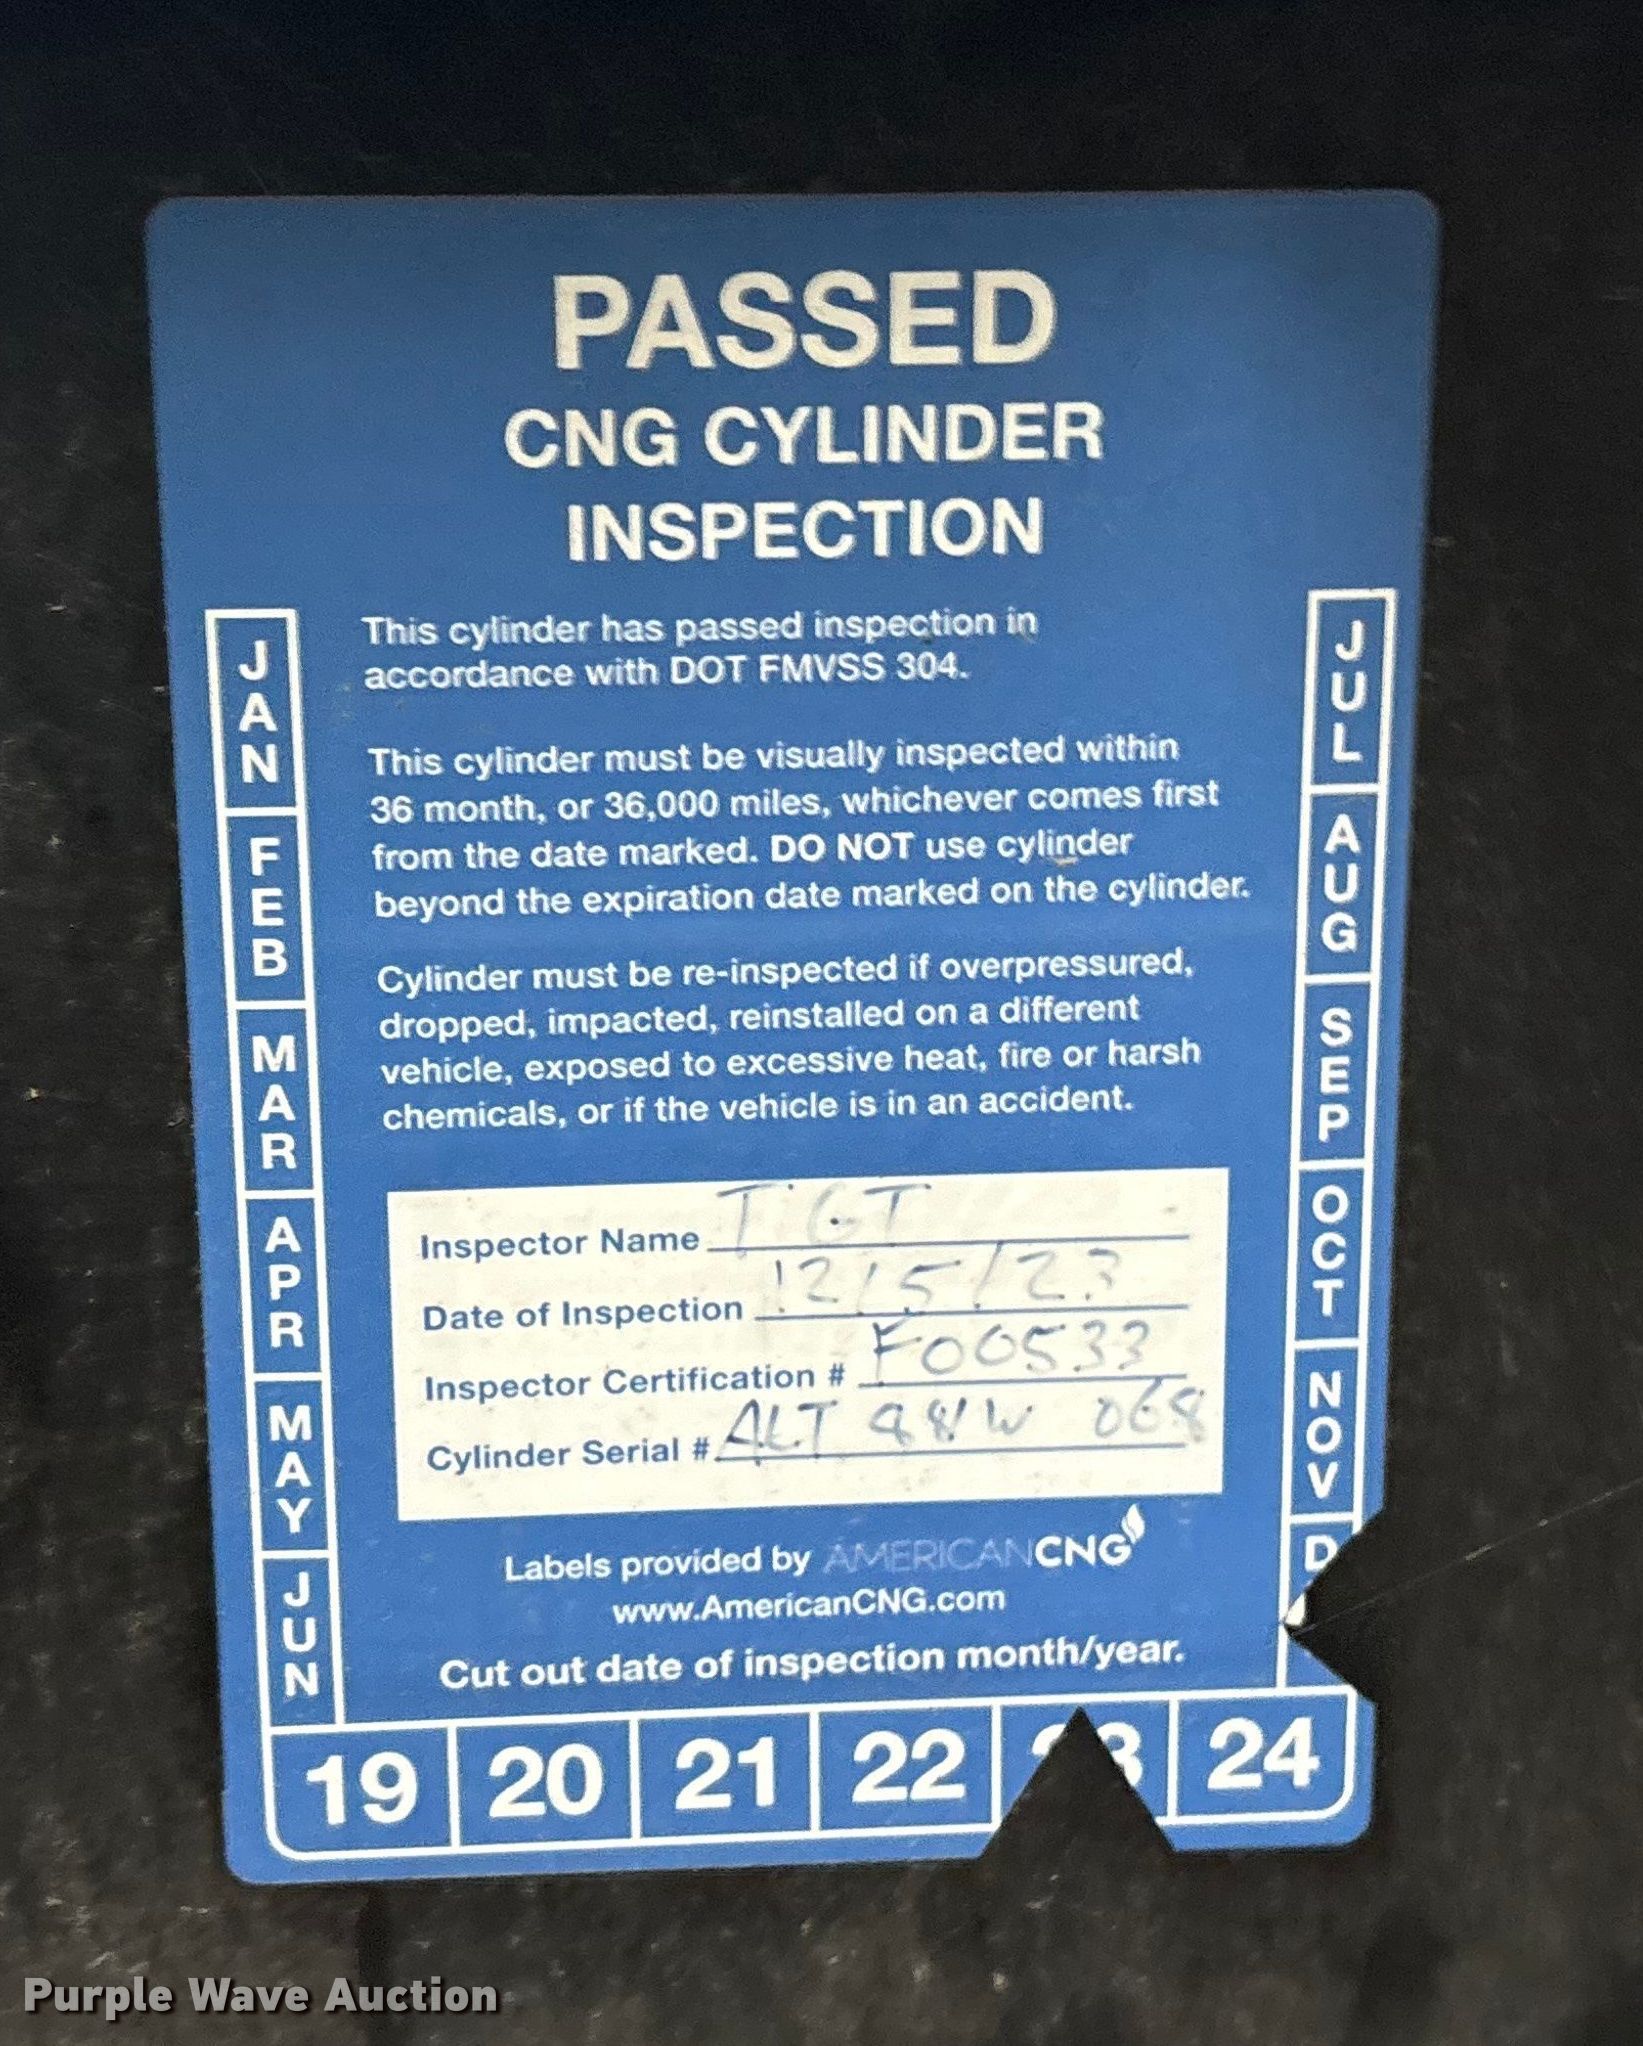 PASSED
CNG CYLINDER
INSPECTION
This cylinder has passed inspection in
accordance with DOT FMVSS 304.
This cylinder must be visually inspected within
36 month, or 36,000 miles, whichever comes first
from the date marked. DO NOT use cylinder
beyond the expiration date marked on the cylinder.
Cylinder must be re-inspected if overpressured,
dropped, impacted, reinstalled on a different
vehicle, exposed to excessive heat, fire or harsh
chemicals, or if the vehicle is in an accident.
JAN
FEB
MAR
APR
MAY
JUN
JUL
AUG
SEP
OCT
NOV
D
Inspector Name TGT
Date of Inspection 12/5/23
Inspector Certification # F00533
Cylinder Serial # ALT
Labels provided by AMERICANCNG
www.AmericanCNG.com
Cut out date of inspection month/year.
19 20 21 22 24
Purple Wave Auction